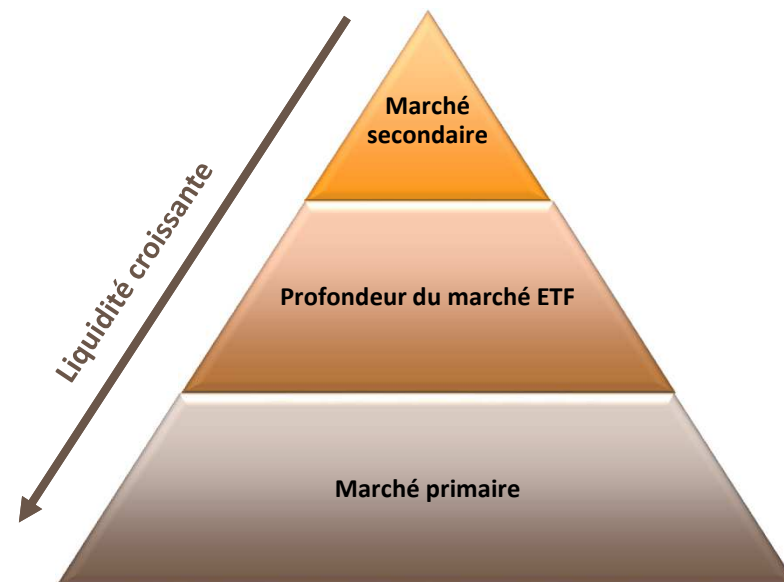 Marché
secondaire
Liquidité croissante
Profondeur du marché ETF
Marché primaire